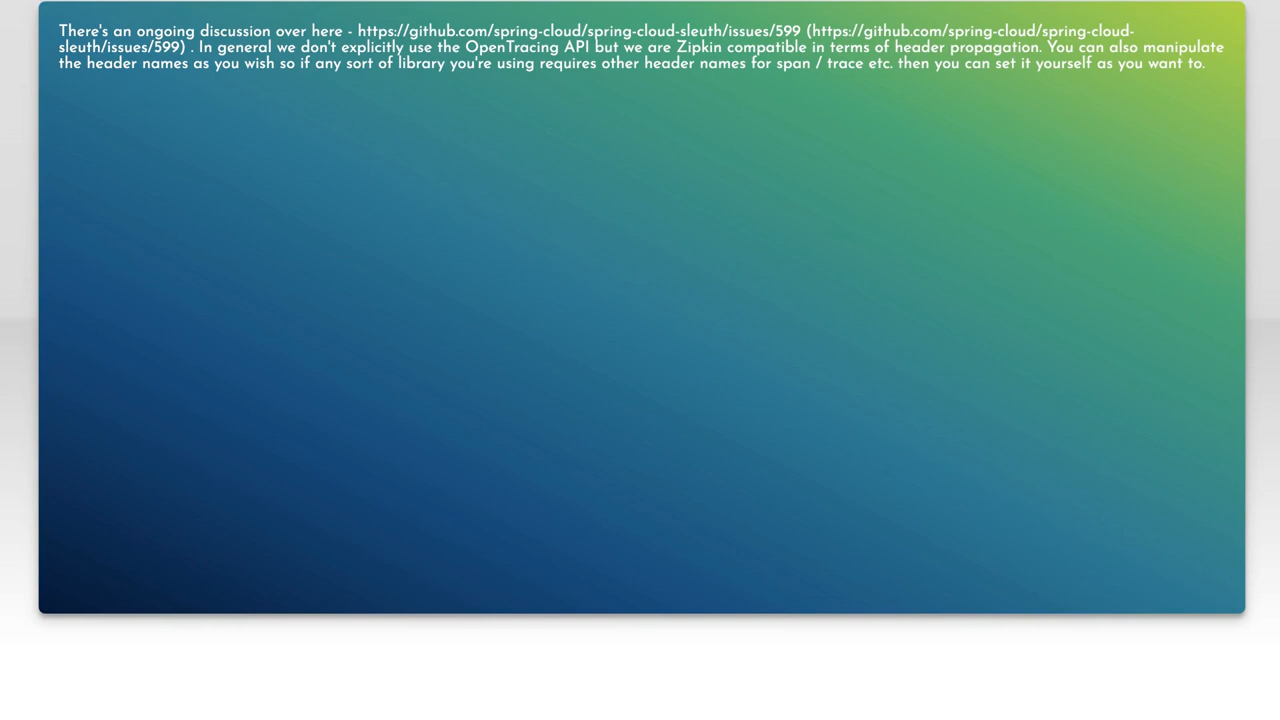 There's an ongoing discussion over here - https://github.com/spring-cloud/spring-cloud-sleuth/issues/599 (https://github.com/spring-cloud/spring-cloud-
sleuth/issues/599) . In general we don't explicitly use the OpenTracing API but we are Zipkin compatible in terms of header propagation. You can also manipulate
the header names as you wish so if any sort of library you're using requires other header names for span / trace etc. then you can set it yourself as you want to.